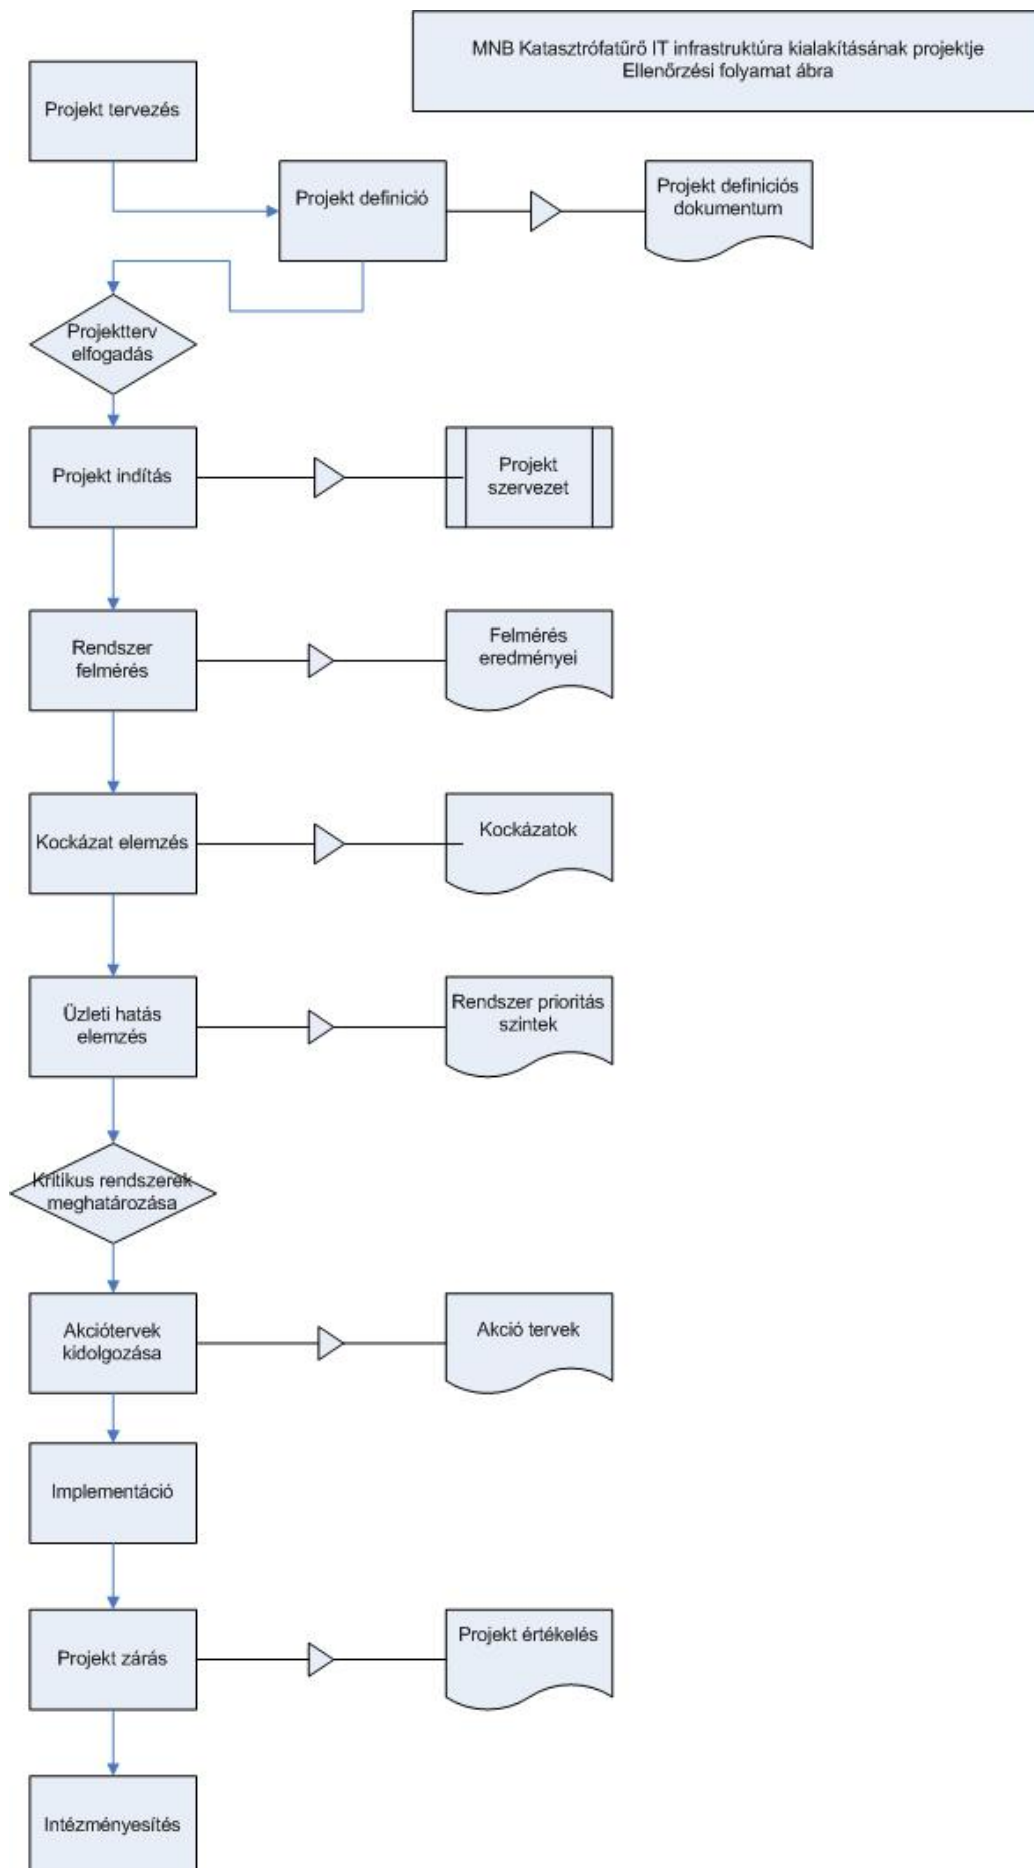 MNB Katasztrófatűrő IT infrastruktúra kialakításának projektje
Ellenőrzési folyamat ábra
Projekt tervezés
Projekt definició
Projekt definiciós
dokumentum
Projektterv
elfogadás
Projekt indítás
Projekt
szervezet
Rendszer
felmérés
Felmérés
eredményei
Kockázat elemzés
Kockázatok
Üzleti hatás
elemzés
Rendszer prioritás
szintek
Kritikus rendszerek
meghatározása
Akciótervek
kidolgozása
Akció tervek
Implementáció
Projekt zárás
Projekt értékelés
Intézményesítés